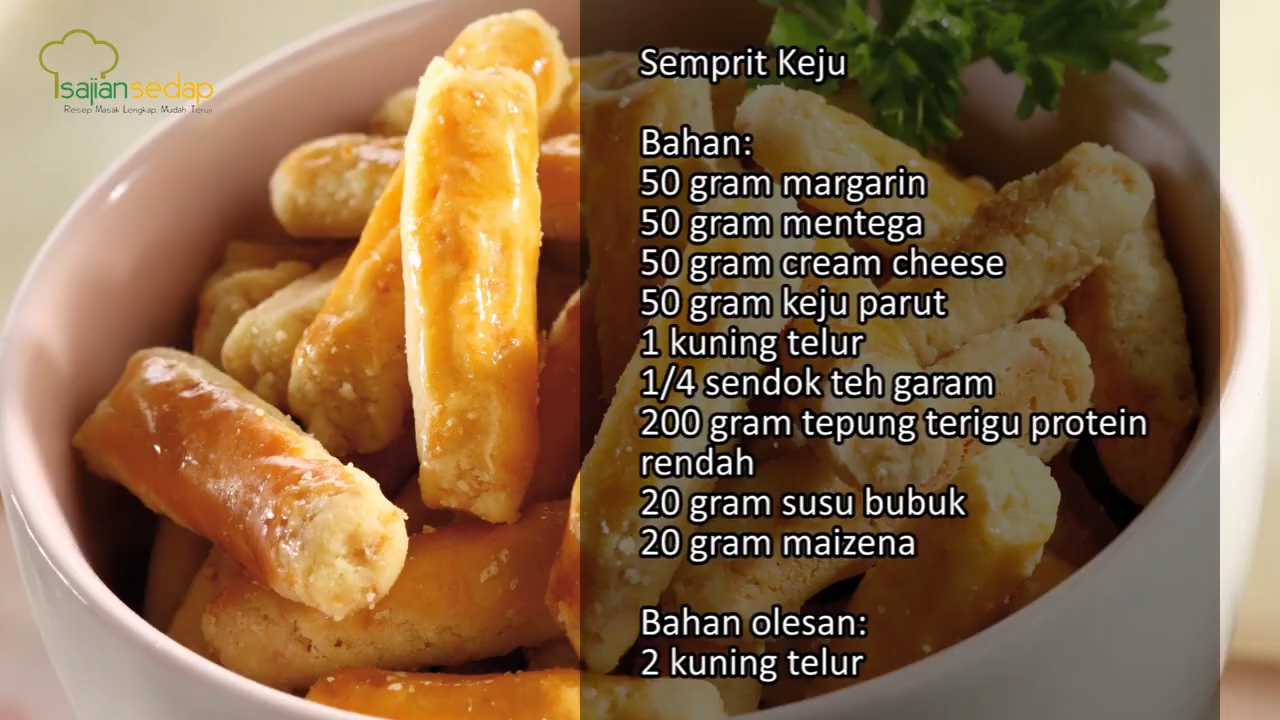 sajiansedap
Resep Masak Lengkap, Mudah Teruji
Semprit Keju
Bahan:
50 gram margarin
50 gram mentega
50 gram cream cheese
50 gram keju parut
1 kuning telur
1/4 sendok teh garam
200 gram tepung terigu protein
rendah
20 gram susu bubuk
20 gram maizena
Bahan olesan:
2 kuning telur